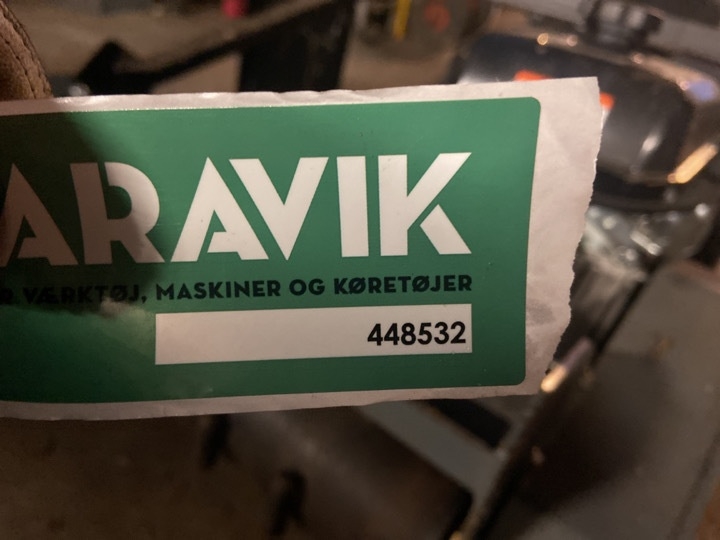 ARAVIK
R VÆRKTØJ, MASKINER OG KØRETØJER
448532